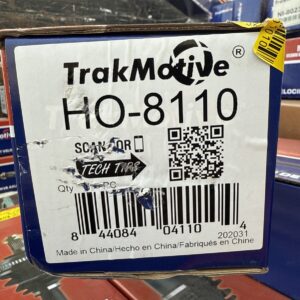 TrakMotive®
HO-8110
SCAN FOR
TECH TIPS
Qty PC
8 44084 04110 4
202031
Made in China/Hecho en China/Fabriqués en Chine